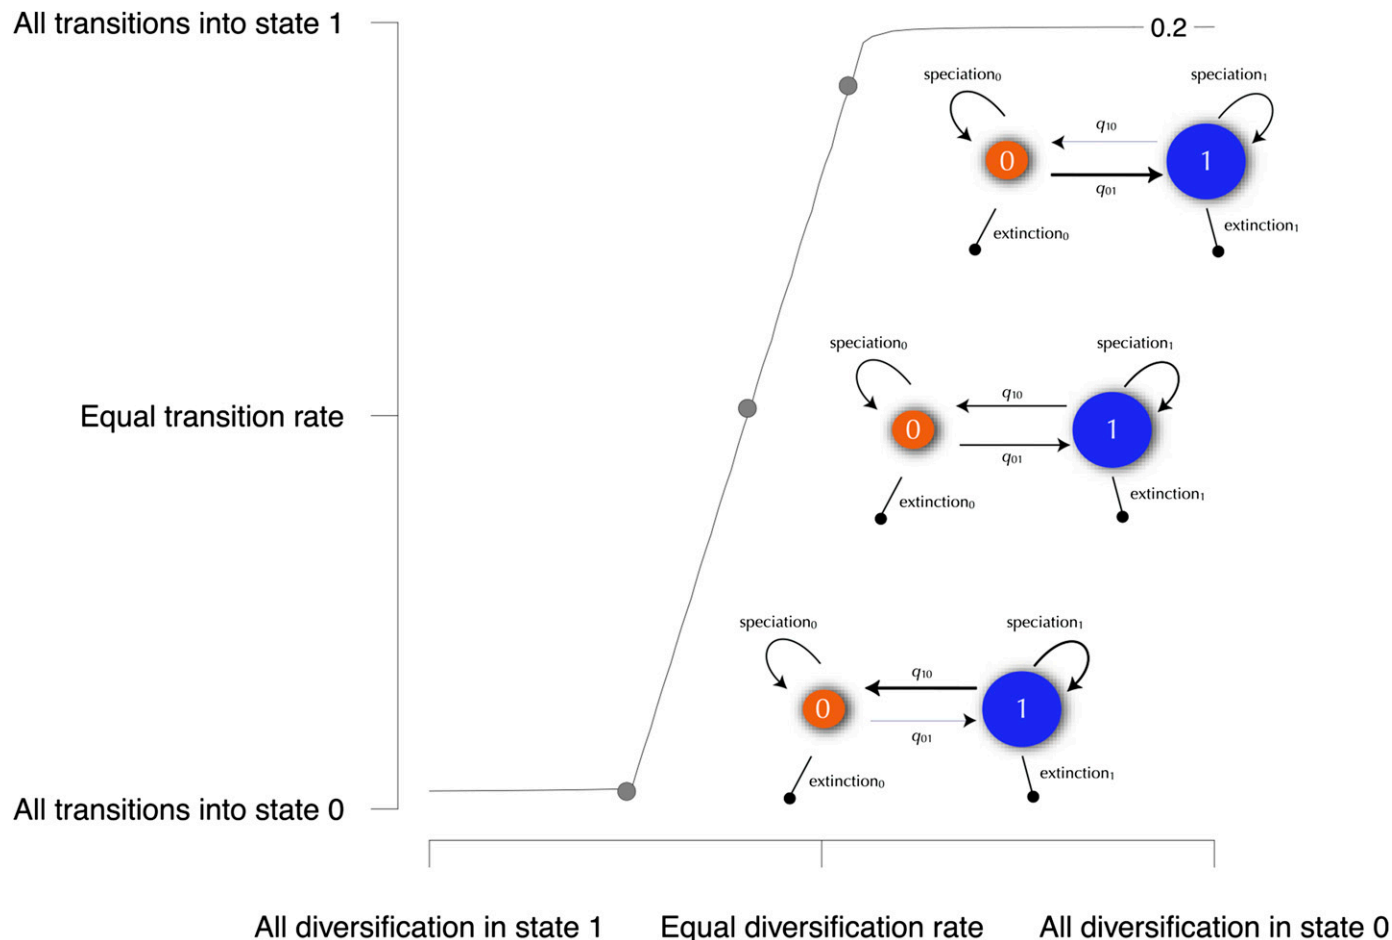 All transitions into state 1
0.2
speciation₀
speciation₁
q₁₀
0
1
q₀₁
extinction₀
extinction₁
speciation₀
speciation₁
Equal transition rate
q₁₀
0
1
q₀₁
extinction₀
extinction₁
speciation₀
speciation₁
q₁₀
0
1
q₀₁
extinction₀
extinction₁
All transitions into state 0
All diversification in state 1
Equal diversification rate
All diversification in state 0